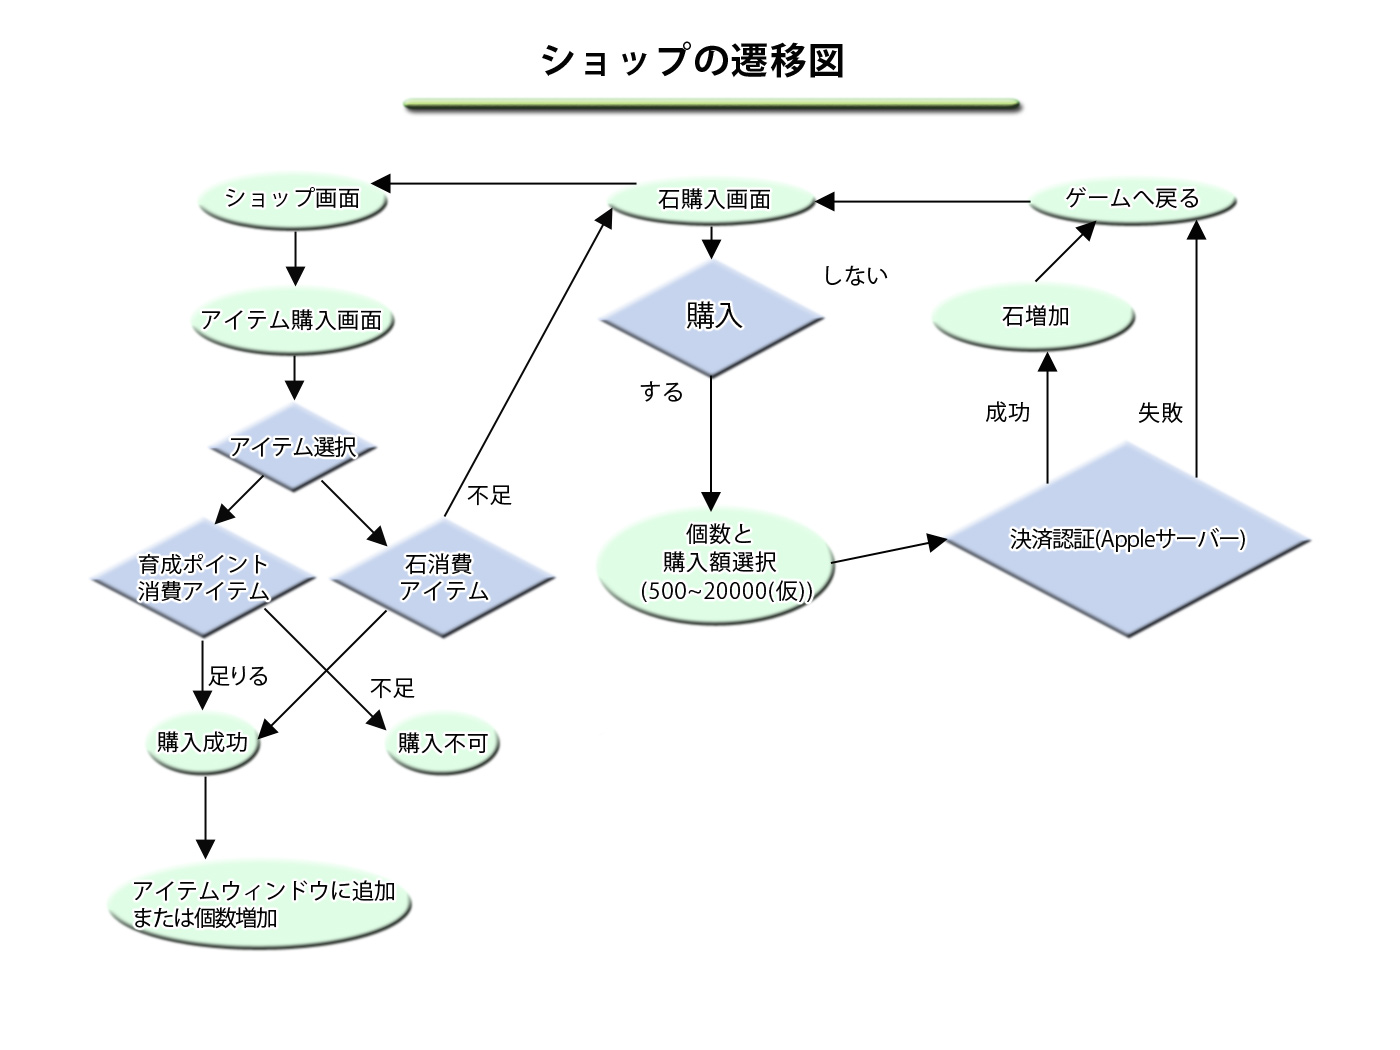 ショップの遷移図
ショップ画面
石購入画面
ゲームへ戻る
アイテム購入画面
購入
しない
石増加
する
成功
失敗
アイテム選択
不足
育成ポイント
消費アイテム
石消費
アイテム
個数と
購入額選択
(500~20000(仮))
決済認証(Appleサーバー)
足りる
不足
購入成功
購入不可
アイテムウィンドウに追加
または個数増加